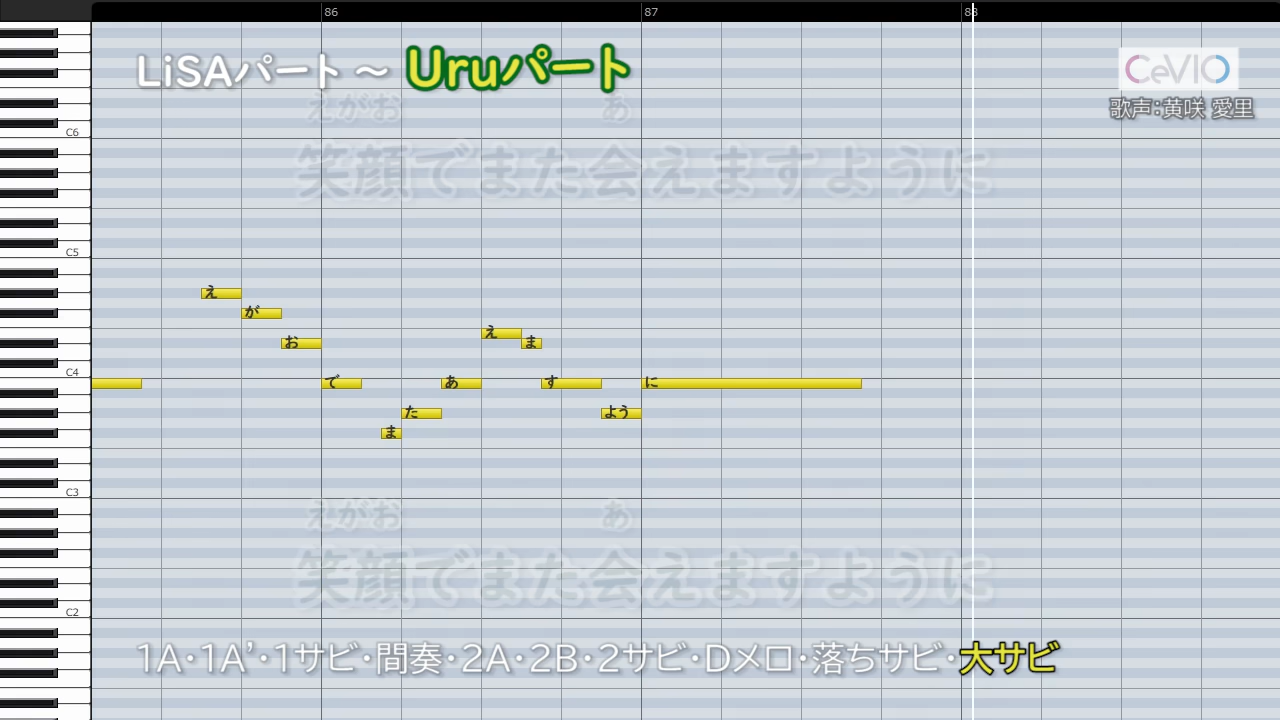 86 87 88
LiSAパート ～ Uruパート
CeVIO
歌声:黄咲 愛里
えがお あ
笑顔でまた会えますように
C6
C5
え
が
え
お
ま
C4
で
あ
す
に
た
よう
ま
C3
えがお あ
笑顔でまた会えますように
C2
1A･1A’･1サビ･間奏･2A･2B･2サビ･Dメロ･落ちサビ･大サビ